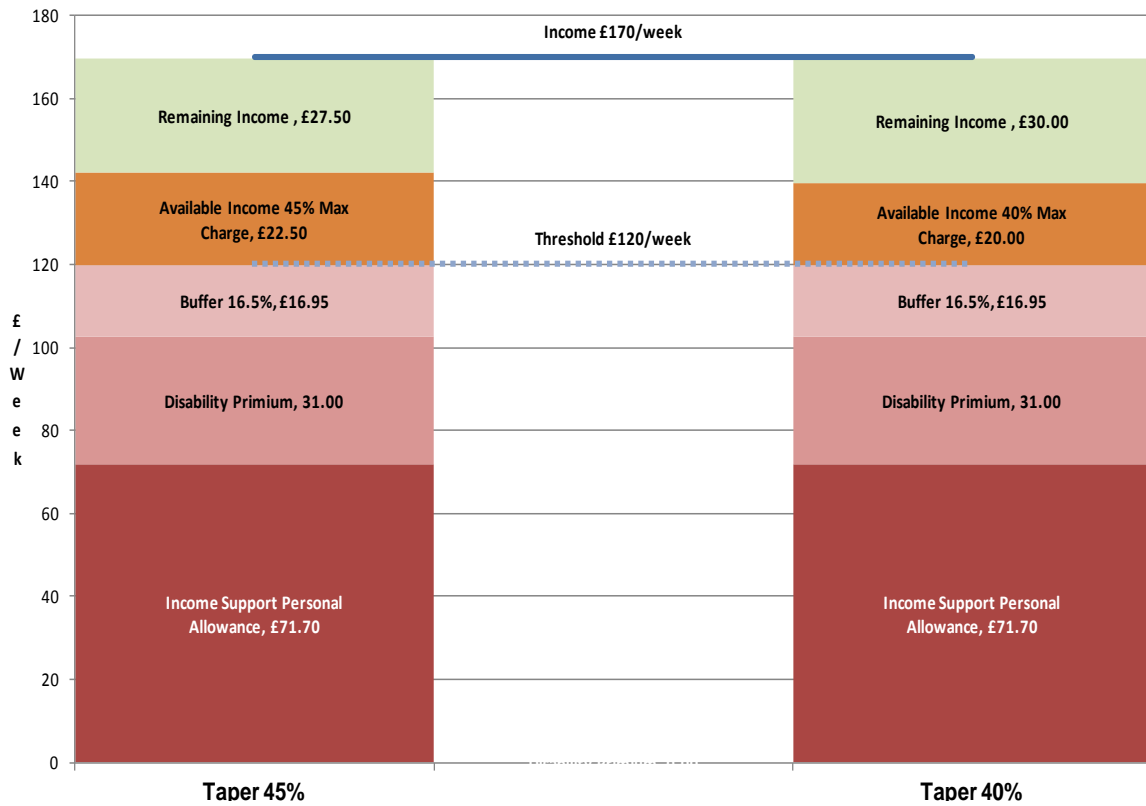 180
Income £170/week
160
Remaining Income , £27.50
Remaining Income , £30.00
140
Available Income 45% Max
Charge, £22.50
Available Income 40% Max
Charge, £20.00
Threshold £120/week
120
Buffer 16.5%, £16.95
Buffer 16.5%, £16.95
£
/
W
e
e
k
100
Disability Primium, 31.00
Disability Primium, 31.00
80
60
Income Support Personal
Allowance, £71.70
Income Support Personal
Allowance, £71.70
40
20
0
Taper 45%
Taper 40%